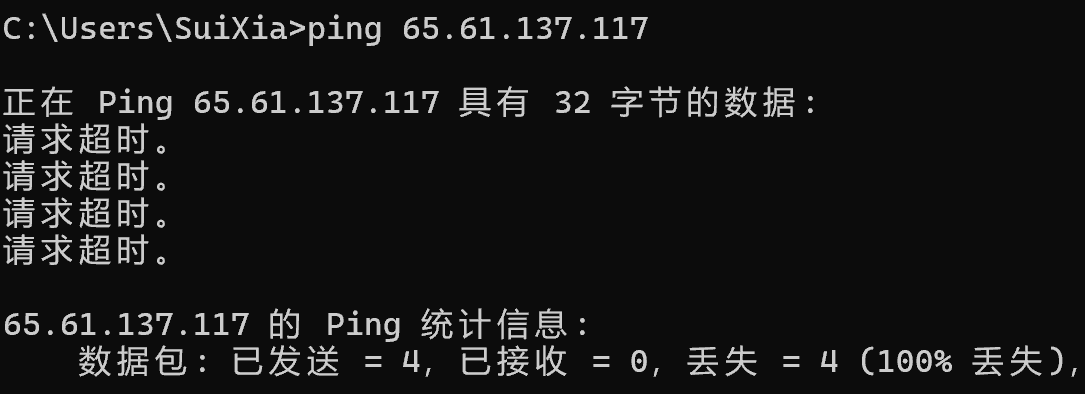 C:\Users\SuiXia>ping 65.61.137.117
正在 Ping 65.61.137.117 具有 32 字节的数据:
请求超时。
请求超时。
请求超时。
请求超时。
65.61.137.117 的 Ping 统计信息:
数据包: 已发送 = 4, 已接收 = 0, 丢失 = 4 (100% 丢失),